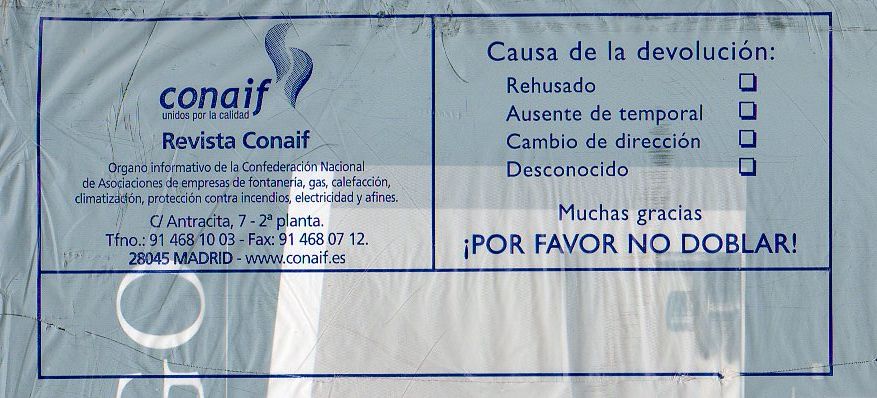 conaif
unidos por la calidad
Revista Conaif
Organo informativo de la Confederación Nacional
de Asociaciones de empresas de fontanería, gas, calefacción,
climatización, protección contra incendios, electricidad y afines.
C/ Antracita, 7 - 2ª planta.
Tfno.: 91 468 10 03 - Fax: 91 468 07 12.
28045 MADRID - www.conaif.es
Causa de la devolución:
Rehusado ❑
Ausente de temporal ❑
Cambio de dirección ❑
Desconocido ❑
Muchas gracias
¡POR FAVOR NO DOBLAR!